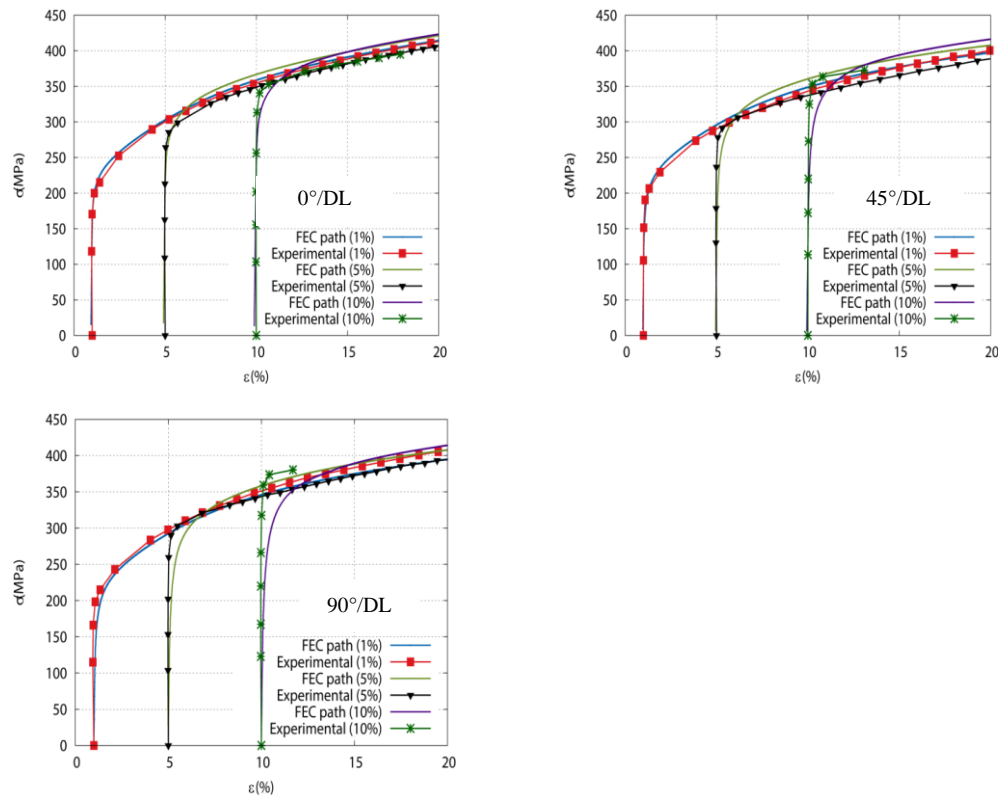 450
400
350
300
250
200
150
100
50
0
σ(MPa)
0°/DL
FEC path (1%)
Experimental (1%)
FEC path (5%)
Experimental (5%)
FEC path (10%)
Experimental (10%)
0 5 10 15 20
ε(%)
450
400
350
300
250
200
150
100
50
0
σ(MPa)
45°/DL
FEC path (1%)
Experimental (1%)
FEC path (5%)
Experimental (5%)
FEC path (10%)
Experimental (10%)
0 5 10 15 20
ε(%)
450
400
350
300
250
200
150
100
50
0
σ(MPa)
90°/DL
FEC path (1%)
Experimental (1%)
FEC path (5%)
Experimental (5%)
FEC path (10%)
Experimental (10%)
0 5 10 15 20
ε(%)